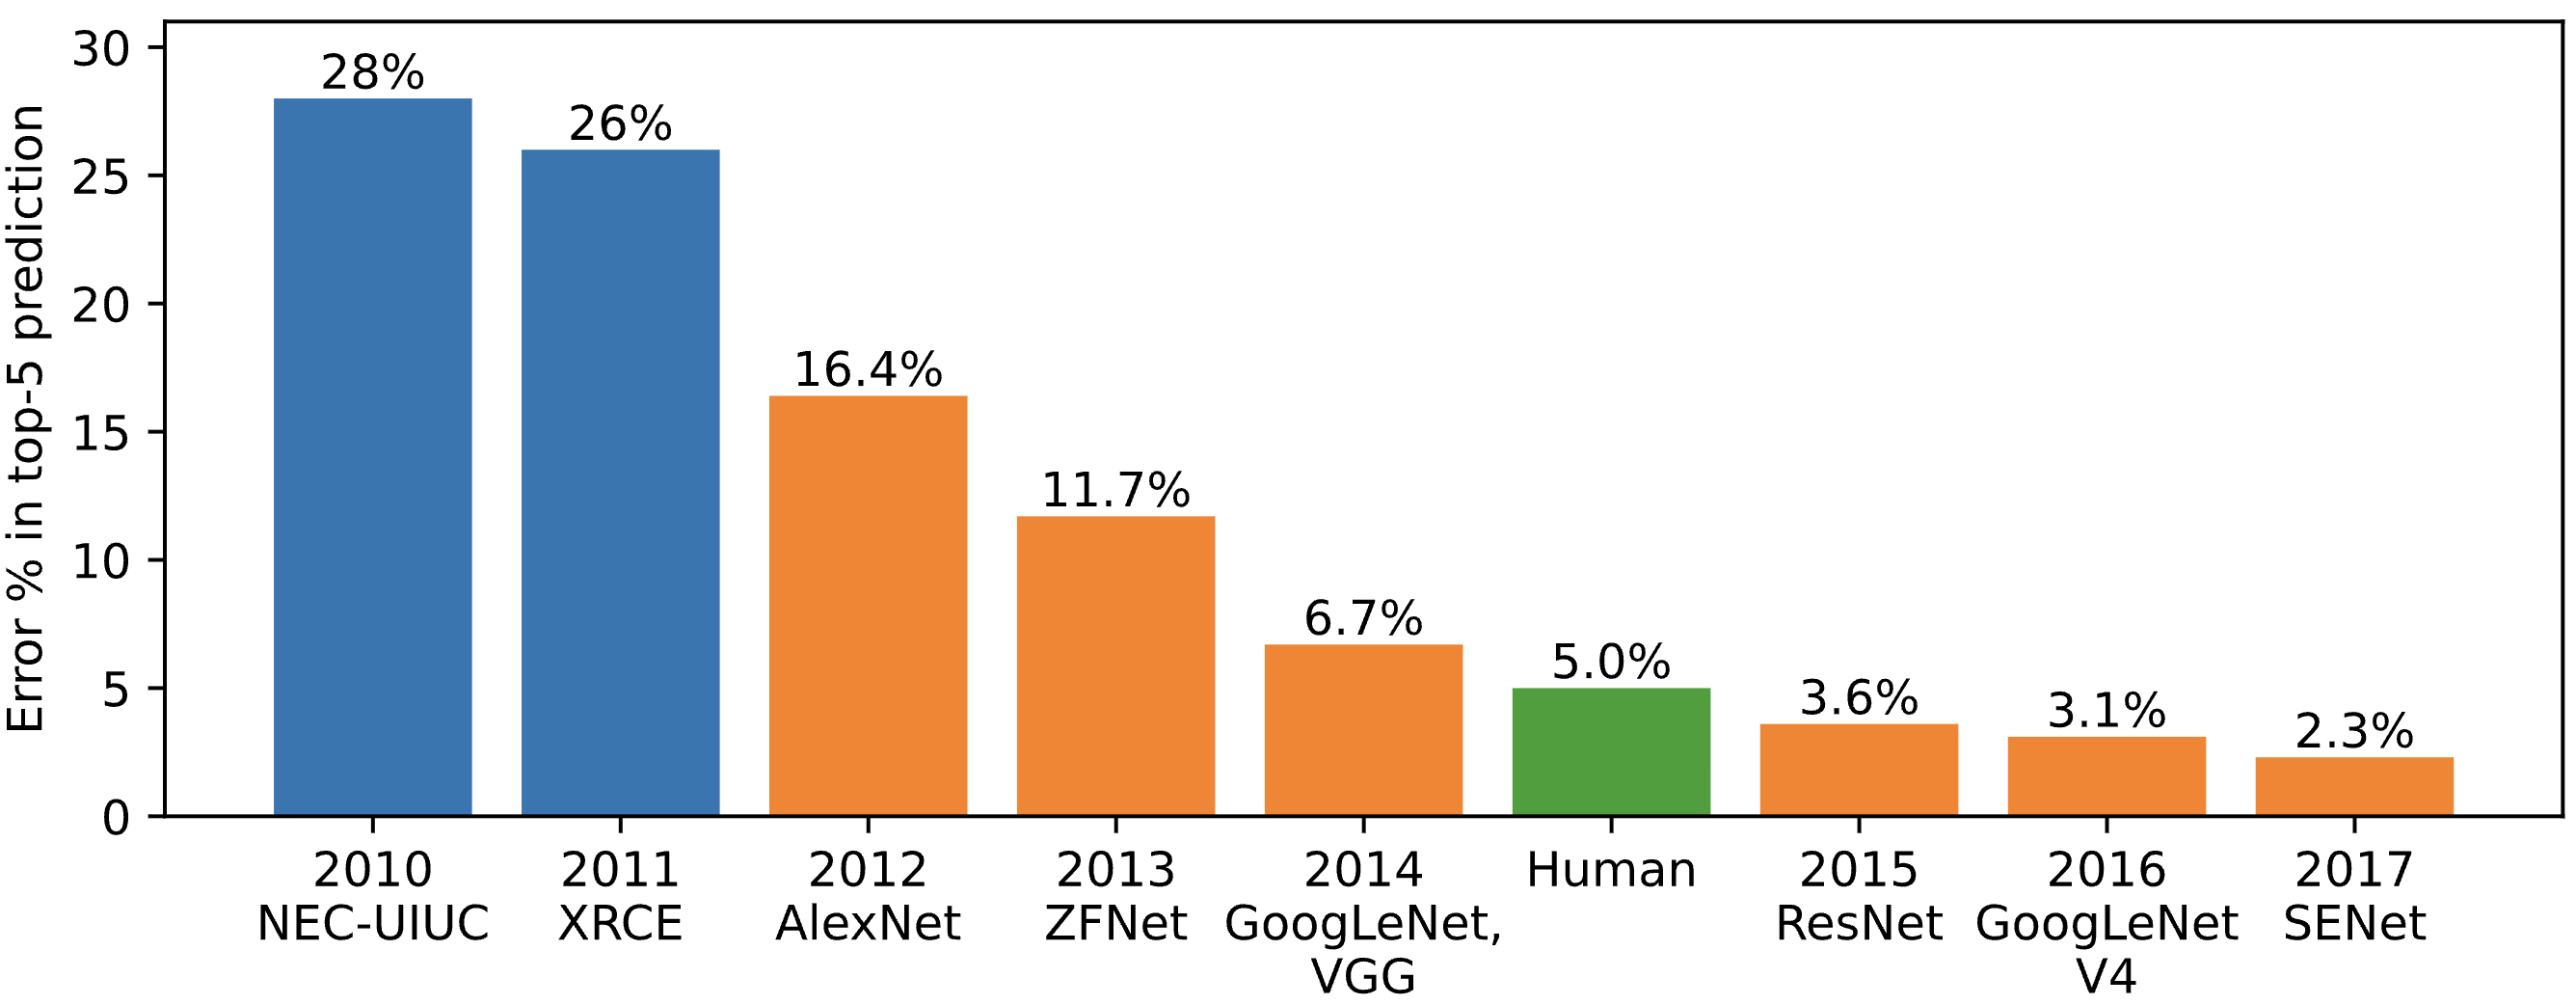 Error % in top-5 prediction
30
25
20
15
10
5
0
28%
26%
16.4%
11.7%
6.7%
5.0%
3.6%
3.1%
2.3%
2010
NEC-UIUC
2011
XRCE
2012
AlexNet
2013
ZFNet
2014
GoogLeNet,
VGG
Human
2015
ResNet
2016
GoogLeNet
V4
2017
SENet